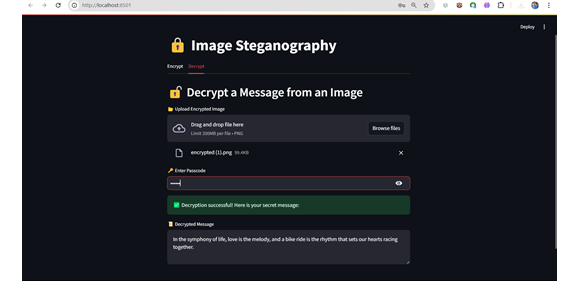 http://localhost:8501
Deploy
Image Steganography
Encrypt Decrypt
Decrypt a Message from an Image
Upload Encrypted Image
Drag and drop file here
Limit 200MB per file • PNG
Browse files
encrypted (1).png 99.4KB
Enter Passcode
Decryption successful! Here is your secret message:
Decrypted Message
In the symphony of life, love is the melody, and a bike ride is the rhythm that sets our hearts racing
together.